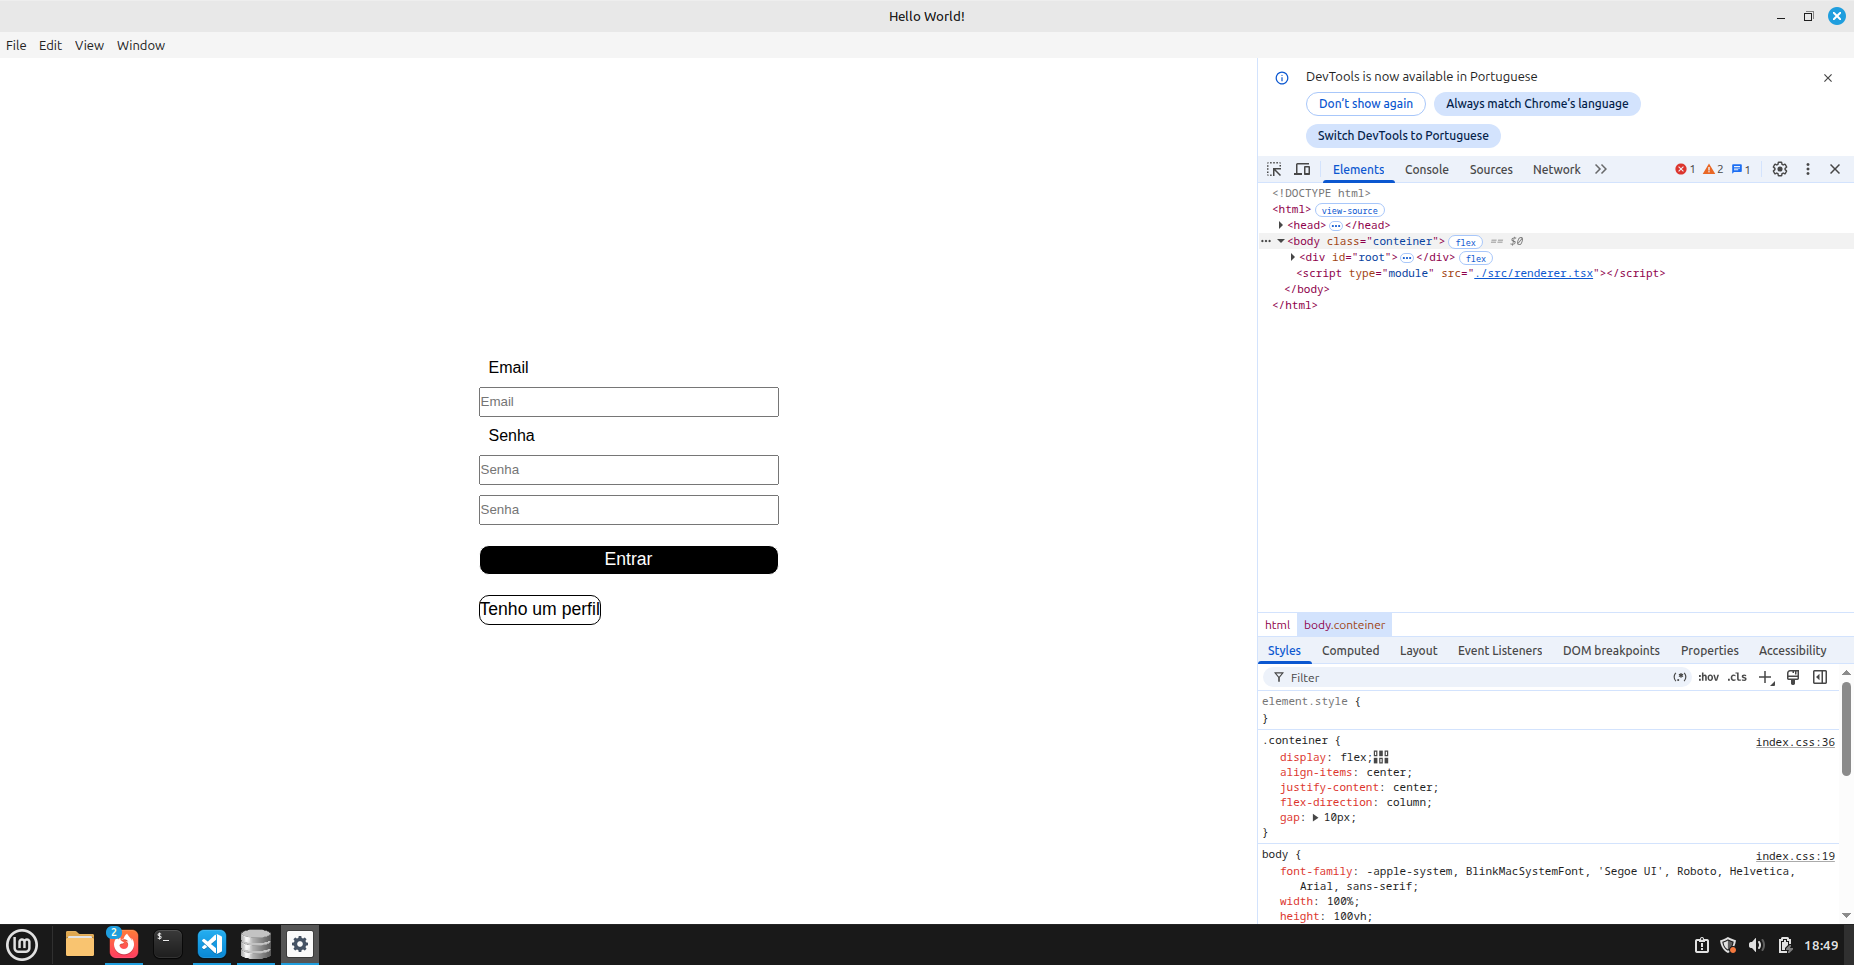 Hello World!
File Edit View Window
DevTools is now available in Portuguese
Don't show again Always match Chrome's language
Switch DevTools to Portuguese
Elements Console Sources Network 1 2 1
<!DOCTYPE html>
<html> view-source
<head> ... </head>
... <body class="conteiner"> flex == $0
<div id="root"> ... </div> flex
<script type="module" src="./src/renderer.tsx"></script>
</body>
</html>
Email
Email
Senha
Senha
Senha
Entrar
Tenho um perfil
html body.conteiner
Styles Computed Layout Event Listeners DOM breakpoints Properties Accessibility
Filter (.*) :hov .cls
element.style {
}
.conteiner { index.css:36
display: flex;
align-items: center;
justify-content: center;
flex-direction: column;
gap: 10px;
}
body { index.css:19
font-family: -apple-system, BlinkMacSystemFont, 'Segoe UI', Roboto, Helvetica,
Arial, sans-serif;
width: 100%;
height: 100vh;
2
$_
18:49